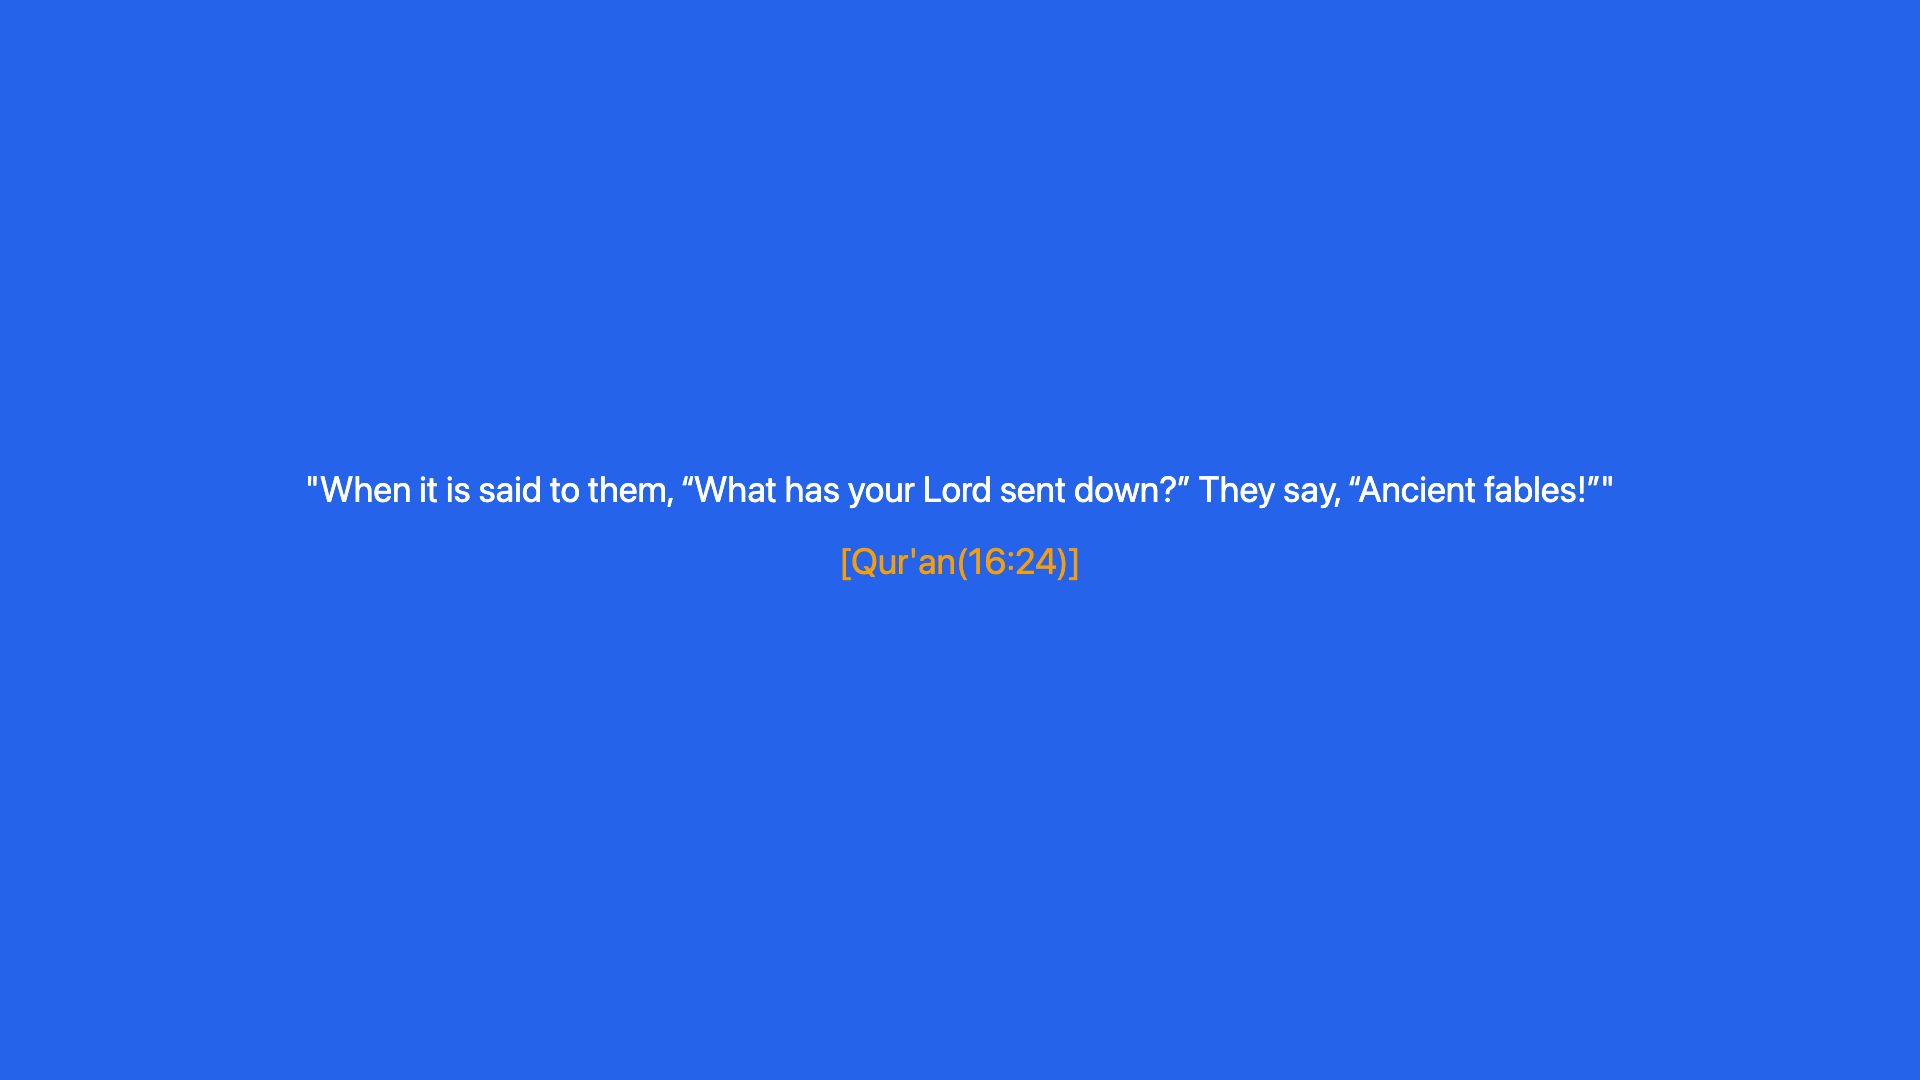 "When it is said to them, “What has your Lord sent down?” They say, “Ancient fables!”"
[Qur'an(16:24)]